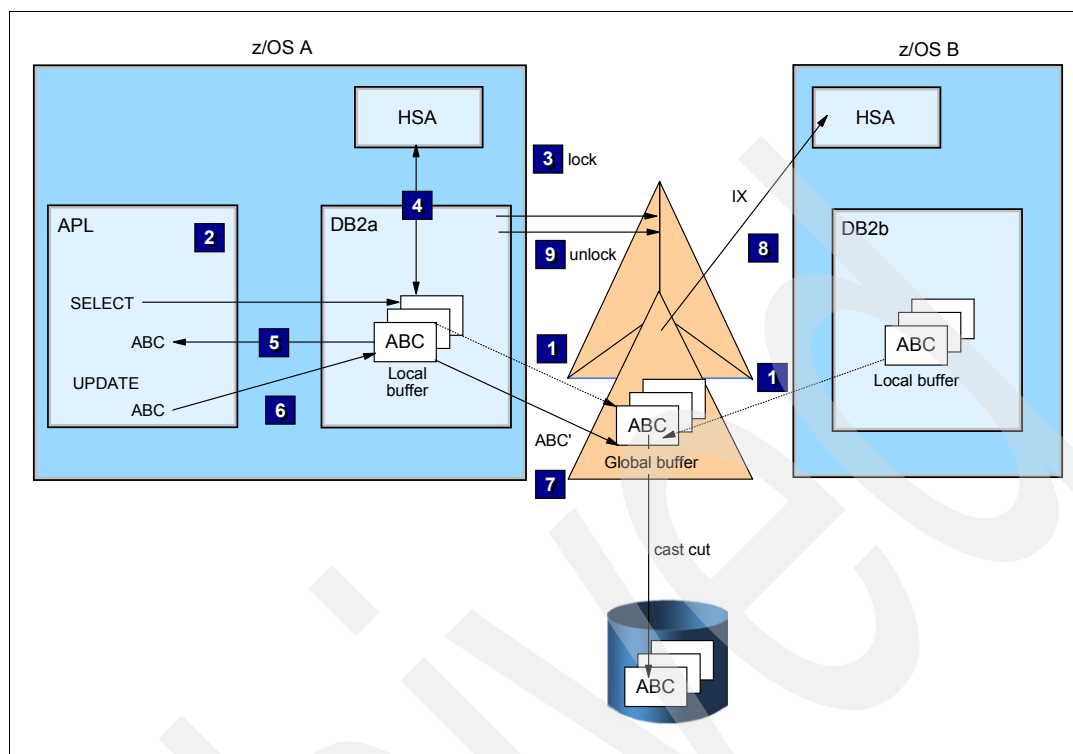 z/OS A
z/OS B
HSA
HSA
3 lock
4
IX
APL
2
DB2a
DB2b
9 unlock
8
SELECT
ABC
5
ABC
1
1
ABC
Local buffer
Local
buffer
UPDATE
ABC
6
ABC
ABC'
Global buffer
7
cast cut
ABC